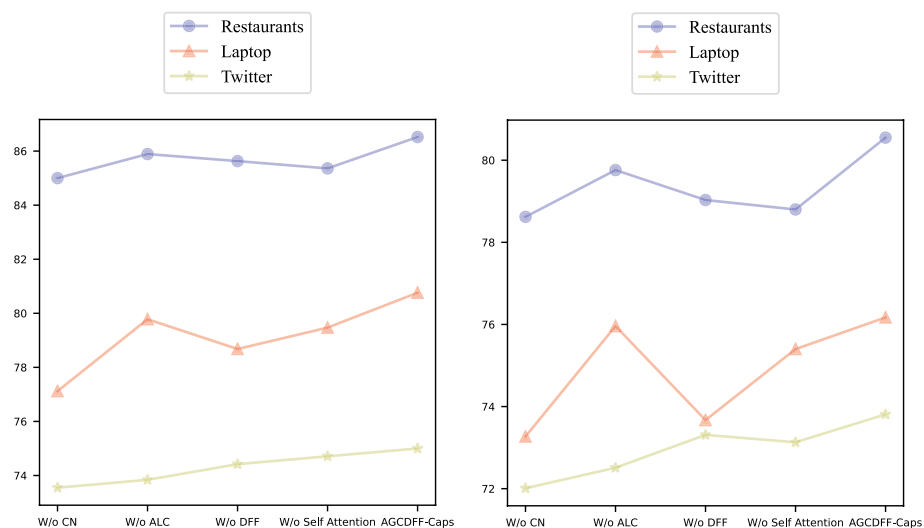 Restaurants
Laptop
Twitter
86
84
82
80
78
76
74
W/o CN W/o ALC W/o DFF W/o Self Attention AGCDFF-Caps
Restaurants
Laptop
Twitter
80
78
76
74
72
W/o CN W/o ALC W/o DFF W/o Self Attention AGCDFF-Caps